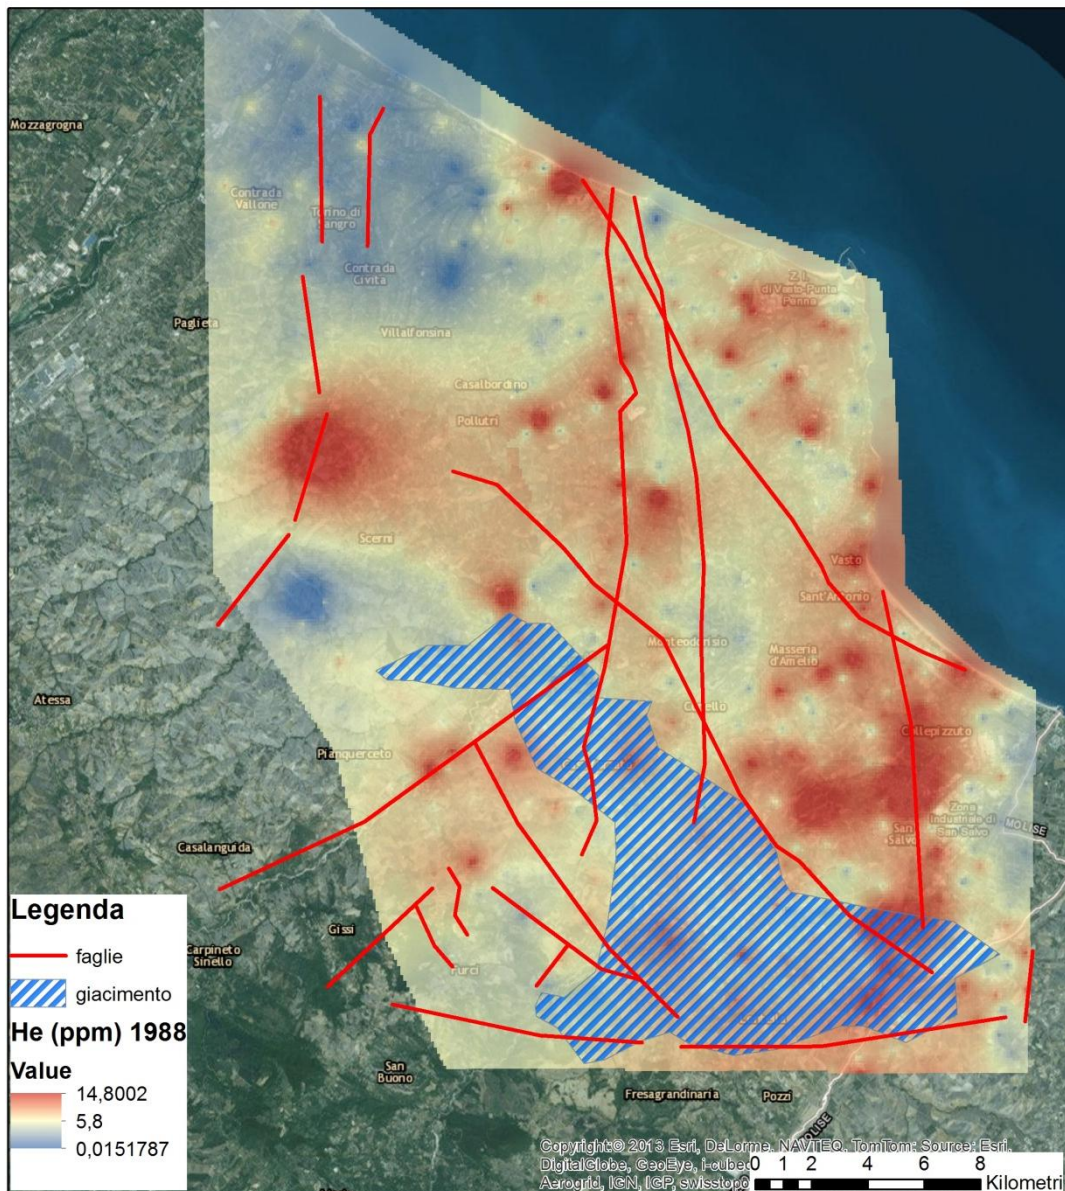 Mozzagrogna
Contrada
Vallone
Torino di
Sangro
Contrada
Civita
Z. I.
di Vasto-Punta
Penna
Paglieta
Villalfonsina
Casalbordino
Pollutri
Scerni
Vasto
Sant'Antonio
Monteodorisio
Masseria
d'Amelio
Atessa
Cupello
Collepizzuto
Pianquerceto
Zona
Industriale di
San Salvo
MOLISE
San
Salvo
Casalanguida
Legenda
faglie
giacimento
He (ppm) 1988
Value
14,8002
5,8
0,0151787
Gissi
Carpineto
Sinello
Furci
San
Buono
Fresagrandinaria
Pozzi
MOLISE
Copyright:© 2013 Esri, DeLorme, NAVTEQ, TomTom; Source: Esri,
DigitalGlobe, GeoEye, i-cubed
Aerogrid, IGN, IGP, swisstopo
0 1 2 4 6 8
Kilometri